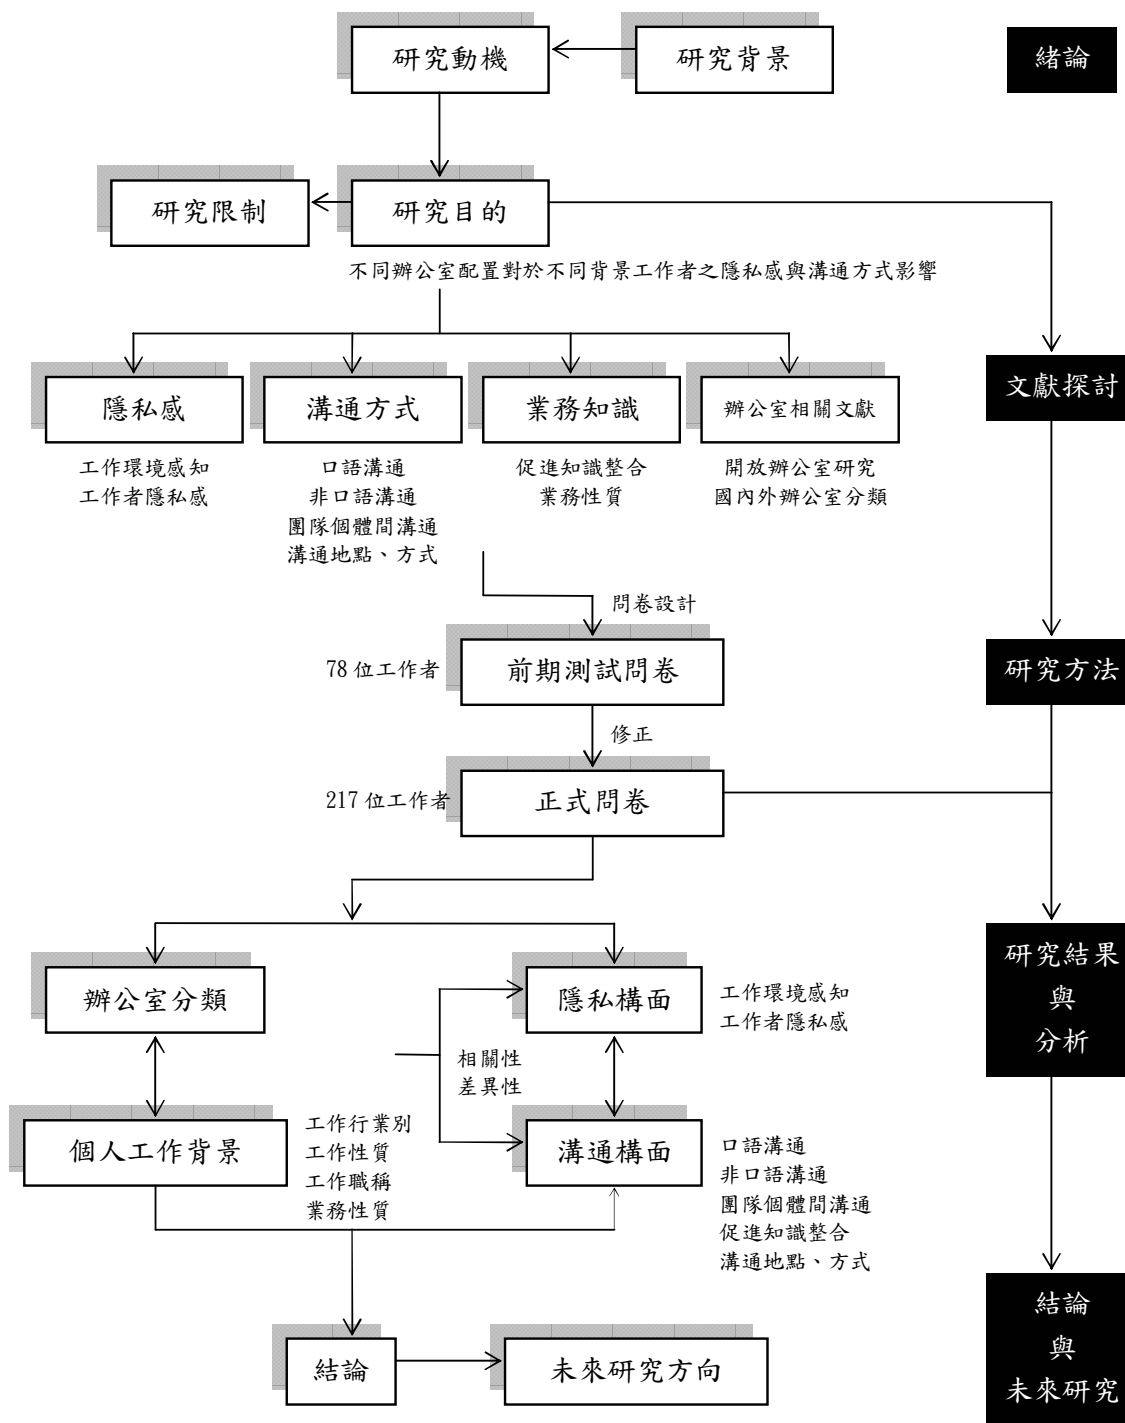 研究動機
研究背景
緒論
研究限制
研究目的
不同辦公室配置對於不同背景工作者之隱私感與溝通方式影響
隱私感
溝通方式
業務知識
辦公室相關文獻
文獻探討
工作環境感知
工作者隱私感
口語溝通
非口語溝通
團隊個體間溝通
溝通地點、方式
促進知識整合
業務性質
開放辦公室研究
國內外辦公室分類
問卷設計
78 位工作者
前期測試問卷
研究方法
修正
217 位工作者
正式問卷
辦公室分類
隱私構面
工作環境感知
工作者隱私感
研究結果
與
分析
相關性
差異性
個人工作背景
工作行業別
工作性質
工作職稱
業務性質
溝通構面
口語溝通
非口語溝通
團隊個體間溝通
促進知識整合
溝通地點、方式
結論
未來研究方向
結論
與
未來研究